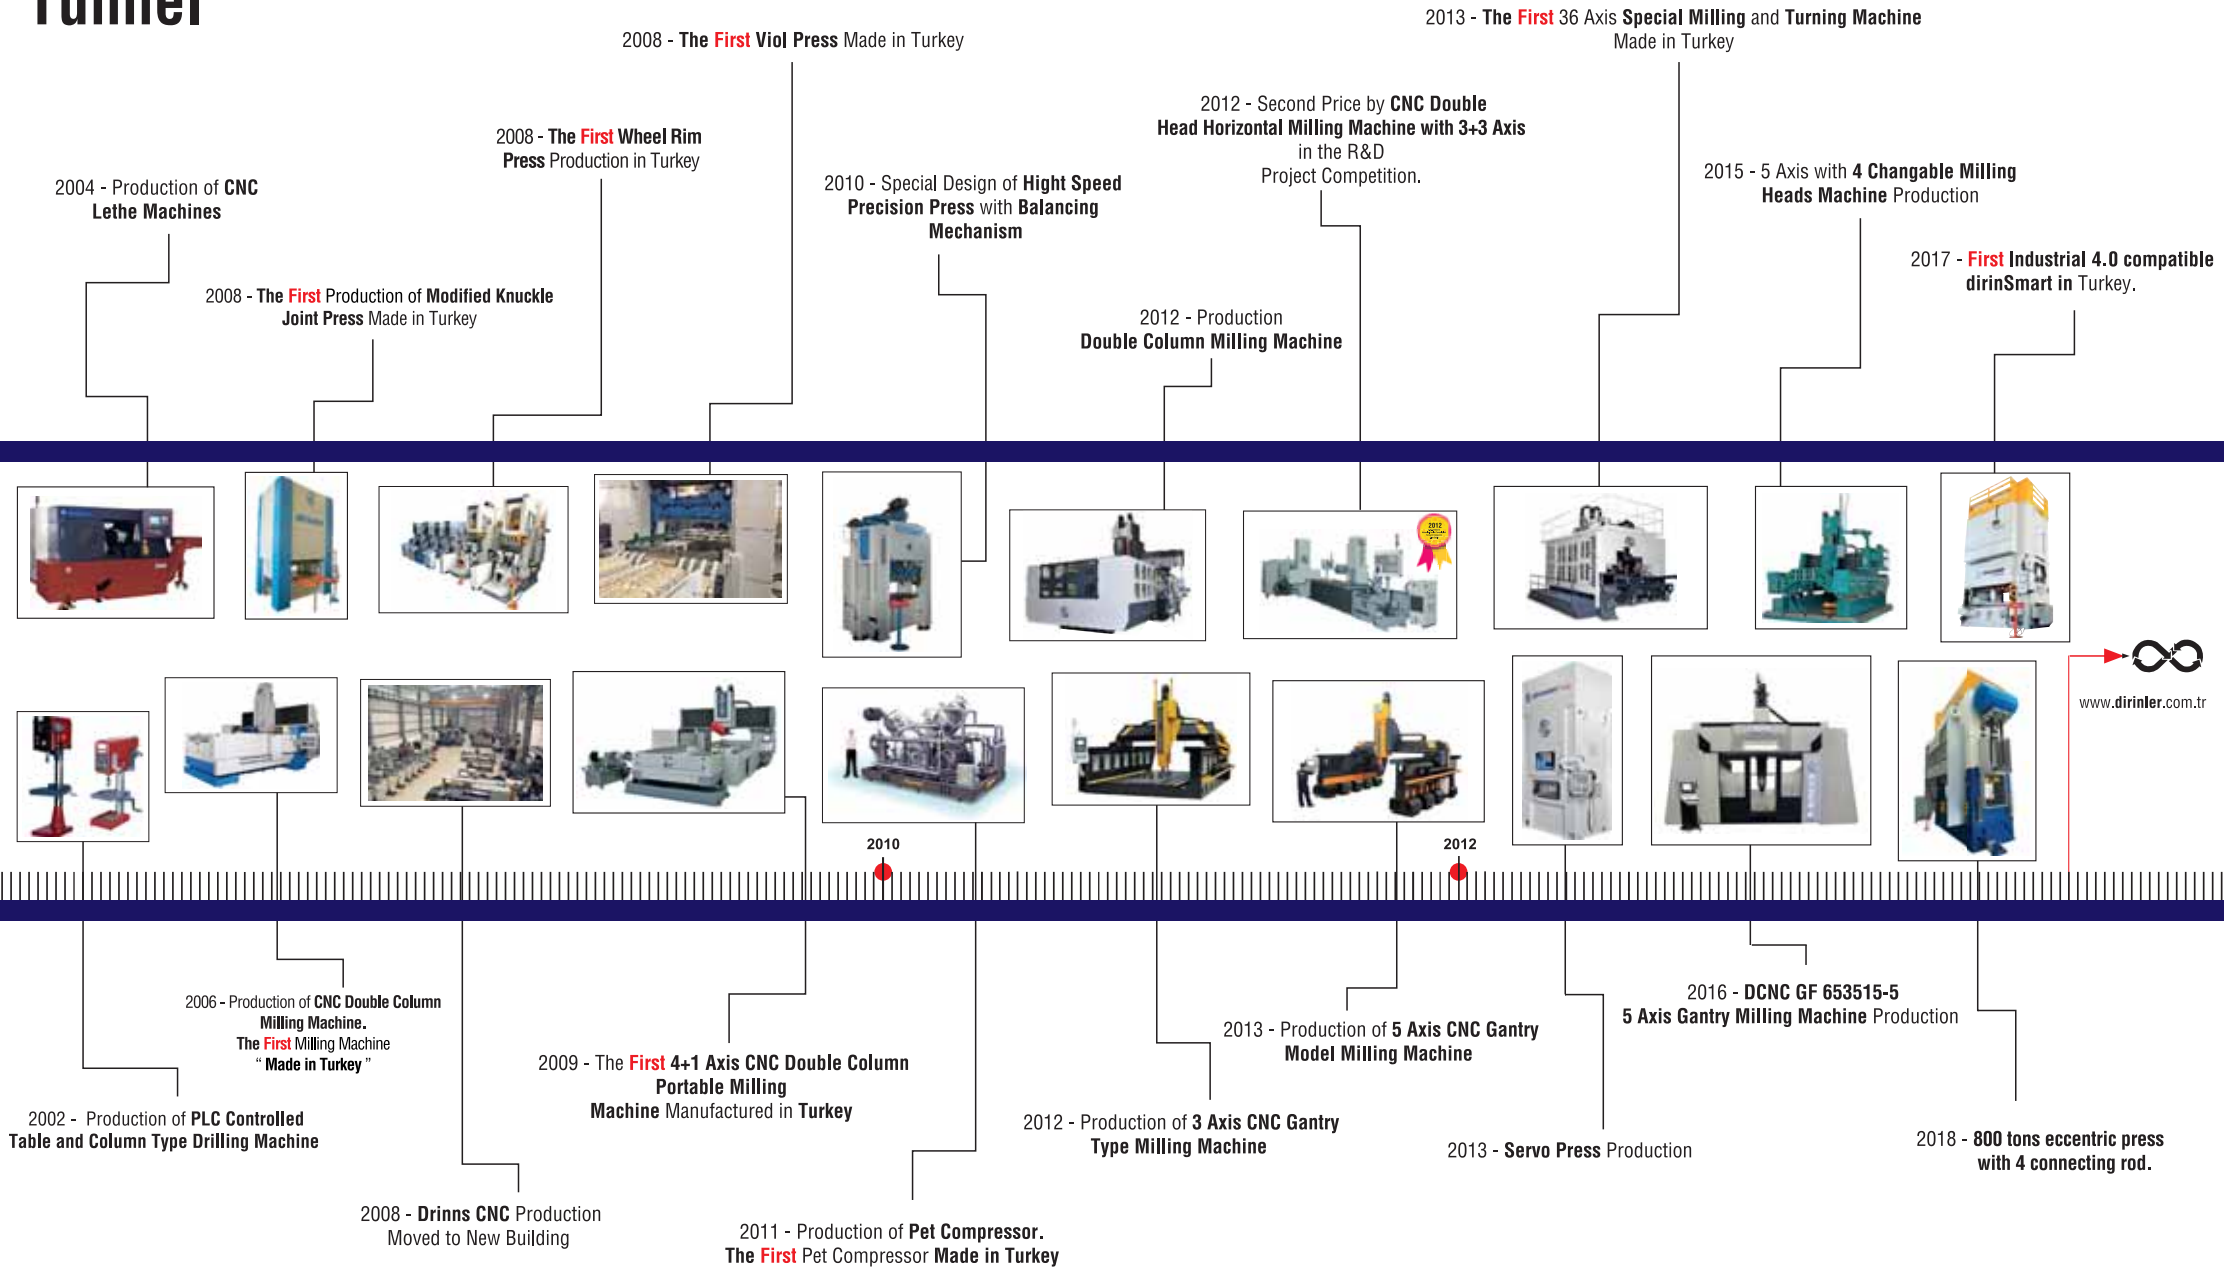 Tunnel
2008 - The First Viol Press Made in Turkey
2013 - The First 36 Axis Special Milling and Turning Machine
Made in Turkey
2012 - Second Price by CNC Double
Head Horizontal Milling Machine with 3+3 Axis
in the R&D
Project Competition.
2008 - The First Wheel Rim
Press Production in Turkey
2004 - Production of CNC
Lethe Machines
2010 - Special Design of Hight Speed
Precision Press with Balancing
Mechanism
2015 - 5 Axis with 4 Changable Milling
Heads Machine Production
2017 - First Industrial 4.0 compatible
dirinSmart in Turkey.
2008 - The First Production of Modified Knuckle
Joint Press Made in Turkey
2012 - Production
Double Column Milling Machine
2012
www.dirinler.com.tr
2010
2012
2006 - Production of CNC Double Column
Milling Machine.
The First Milling Machine
“ Made in Turkey ”
2016 - DCNC GF 653515-5
5 Axis Gantry Milling Machine Production
2013 - Production of 5 Axis CNC Gantry
Model Milling Machine
2009 - The First 4+1 Axis CNC Double Column
Portable Milling
Machine Manufactured in Turkey
2002 - Production of PLC Controlled
Table and Column Type Drilling Machine
2012 - Production of 3 Axis CNC Gantry
Type Milling Machine
2013 - Servo Press Production
2018 - 800 tons eccentric press
with 4 connecting rod.
2008 - Drinns CNC Production
Moved to New Building
2011 - Production of Pet Compressor.
The First Pet Compressor Made in Turkey